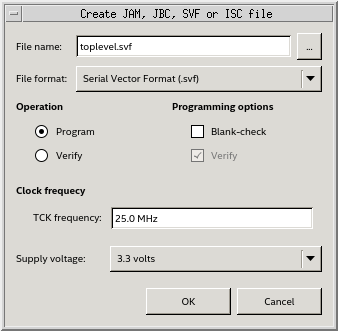 Create JAM, JBC, SVF or ISC file
File name: toplevel.svf ...
File format: Serial Vector Format (.svf)
Operation Programming options
Program Blank-check
Verify Verify
Clock frequecy
TCK frequency: 25.0 MHz
Supply voltage: 3.3 volts
OK Cancel